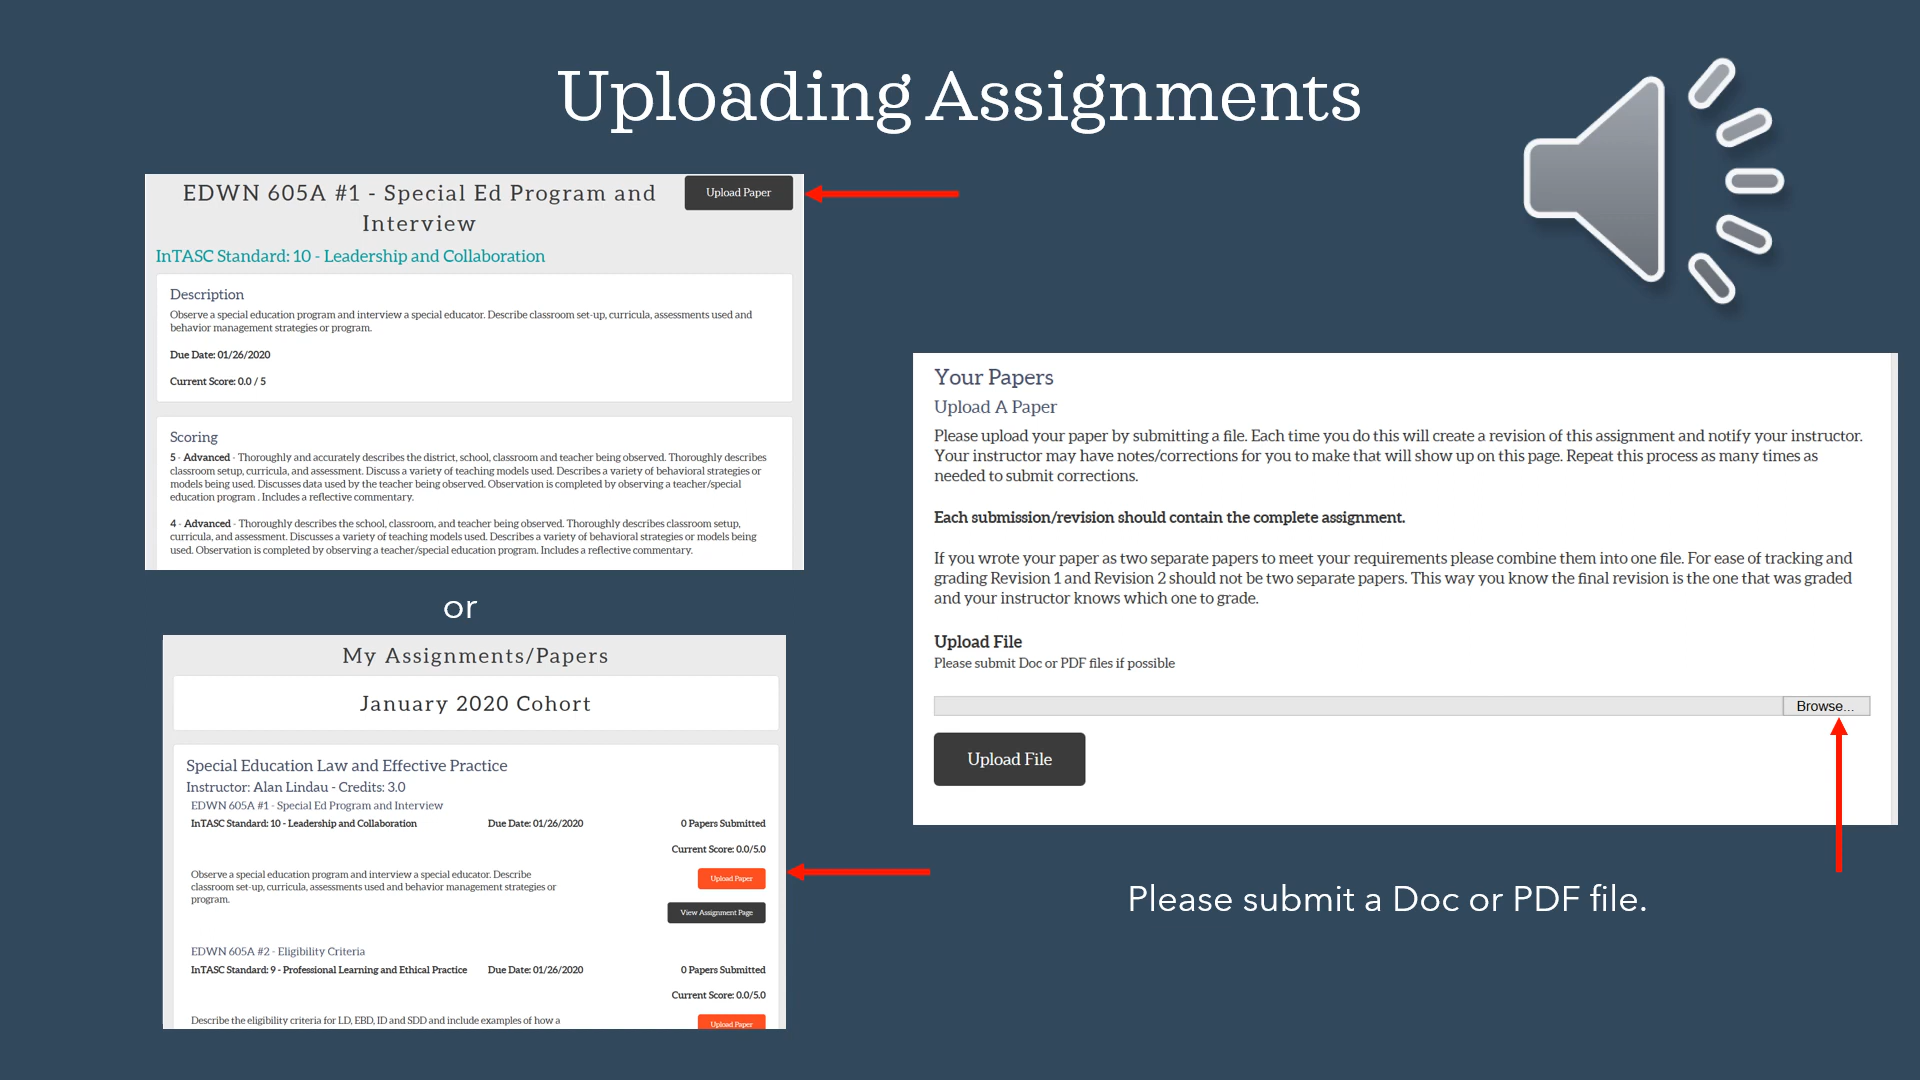 Uploading Assignments
EDWN 605A #1 - Special Ed Program and
Interview
Upload Paper
InTASC Standard: 10 - Leadership and Collaboration
Description
Observe a special education program and interview a special educator. Describe classroom set-up, curricula, assessments used and
behavior management strategies or program.
Due Date: 01/26/2020
Current Score: 0.0 / 5
Scoring
5 - Advanced - Thoroughly and accurately describes the district, school, classroom and teacher being observed. Thoroughly describes
classroom setup, curricula, and assessment. Discuss a variety of teaching models used. Describes a variety of behavioral strategies or
models being used. Discusses data used by the teacher being observed. Observation is completed by observing a teacher/special
education program . Includes a reflective commentary.
4 - Advanced - Thoroughly describes the school, classroom, and teacher being observed. Thoroughly describes classroom setup,
curricula, and assessment. Discusses a variety of teaching models used. Describes a variety of behavioral strategies or models being
used. Observation is completed by observing a teacher/special education program. Includes a reflective commentary.
or
My Assignments/Papers
January 2020 Cohort
Special Education Law and Effective Practice
Instructor: Alan Lindau - Credits: 3.0
EDWN 605A #1 - Special Ed Program and Interview
InTASC Standard: 10 - Leadership and Collaboration Due Date: 01/26/2020 0 Papers Submitted
Current Score: 0.0/5.0
Observe a special education program and interview a special educator. Describe
classroom set-up, curricula, assessments used and behavior management strategies or
program.
Upload Paper
View Assignment Page
EDWN 605A #2 - Eligibility Criteria
InTASC Standard: 9 - Professional Learning and Ethical Practice Due Date: 01/26/2020 0 Papers Submitted
Current Score: 0.0/5.0
Describe the eligibility criteria for LD, EBD, ID and SDD and include examples of how a
Upload Paper
Your Papers
Upload A Paper
Please upload your paper by submitting a file. Each time you do this will create a revision of this assignment and notify your instructor.
Your instructor may have notes/corrections for you to make that will show up on this page. Repeat this process as many times as
needed to submit corrections.
Each submission/revision should contain the complete assignment.
If you wrote your paper as two separate papers to meet your requirements please combine them into one file. For ease of tracking and
grading Revision 1 and Revision 2 should not be two separate papers. This way you know the final revision is the one that was graded
and your instructor knows which one to grade.
Upload File
Please submit Doc or PDF files if possible
Browse...
Upload File
Please submit a Doc or PDF file.